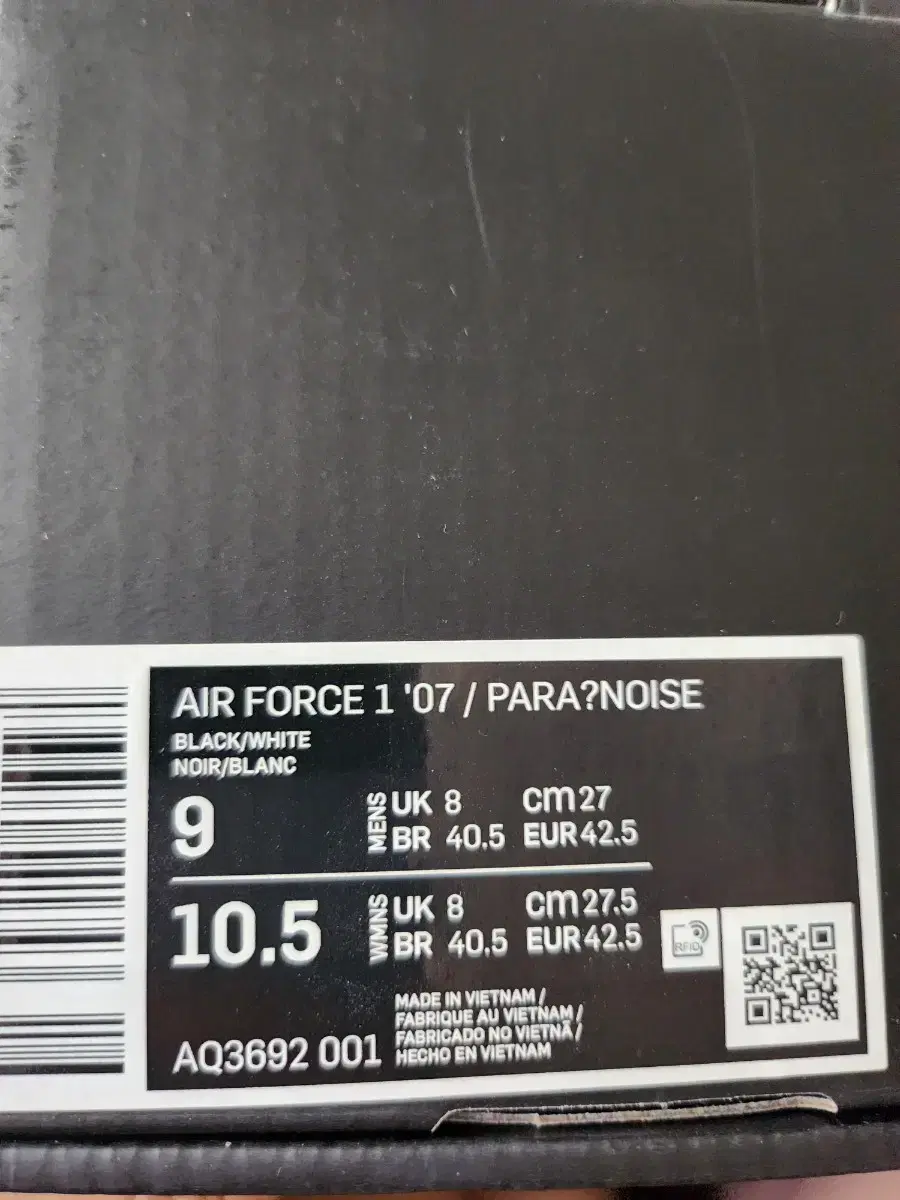 AIR FORCE 1 '07 / PARA?NOISE
BLACK/WHITE
NOIR/BLANC
9
MENS
UK 8 cm 27
BR 40.5 EUR 42.5
10.5
WMNS
UK 8 cm 27.5
BR 40.5 EUR 42.5
RFID
MADE IN VIETNAM /
FABRIQUE AU VIETNAM /
FABRICADO NO VIETNÃ /
HECHO EN VIETNAM
AQ3692 001